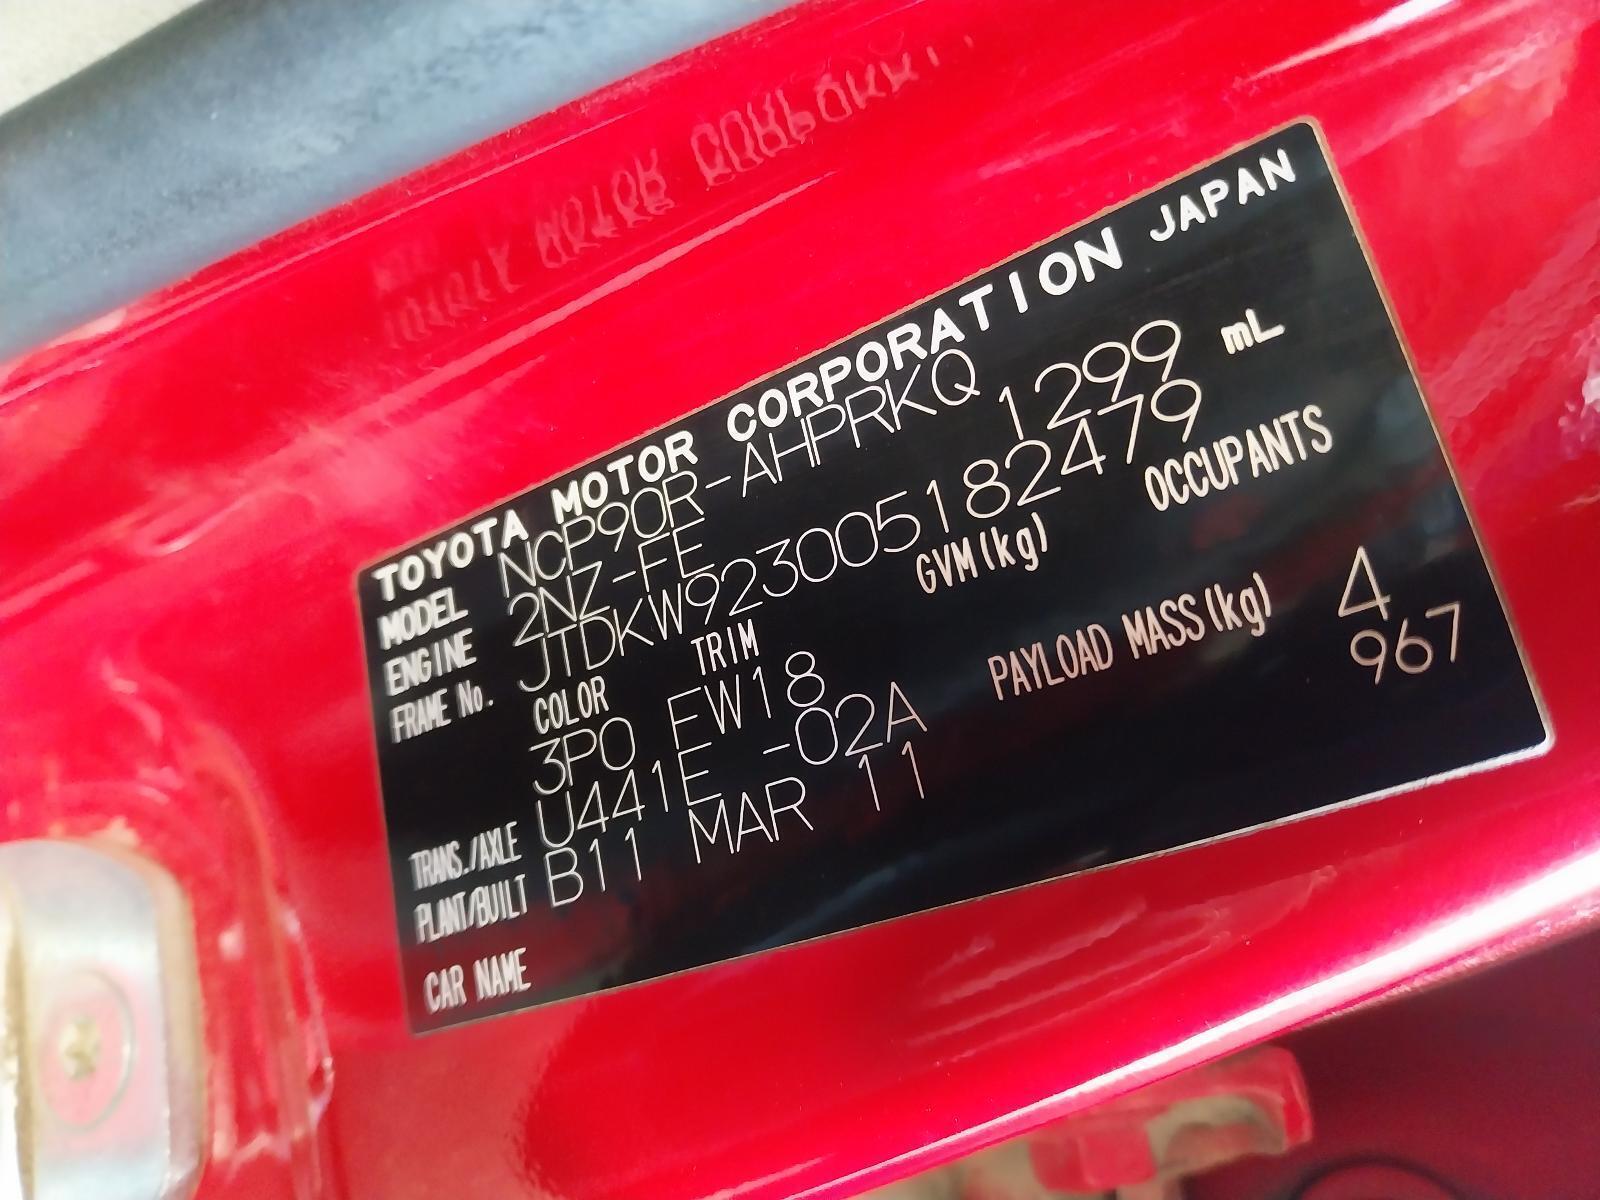 TOYOTA MOTOR CORPORATION JAPAN
MODEL NCP90R-AHPRKQ
ENGINE 2NZ-FE 1299 mL
FRAME No. JTDKW923005182479
COLOR TRIM GVM(kg) OCCUPANTS
3P0 FW18
TRANS./AXLE U441E -02A PAYLOAD MASS(kg) 4
PLANT/BUILT B11 MAR 11 967
CAR NAME